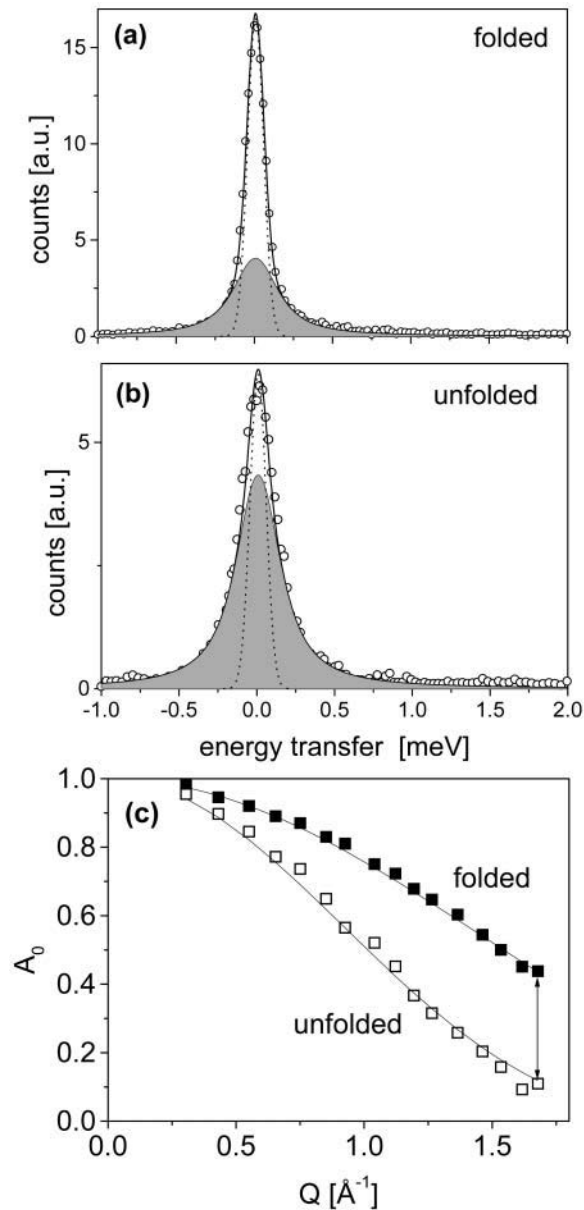 (a)
folded
15
10
5
0
counts [a.u.]
(b)
unfolded
5
0
counts [a.u.]
-1.0 -0.5 0.0 0.5 1.0 1.5 2.0
energy transfer [meV]
(c)
1.0
0.8
0.6
0.4
0.2
0.0
A₀
folded
unfolded
0.0 0.5 1.0 1.5
Q [Å⁻¹]